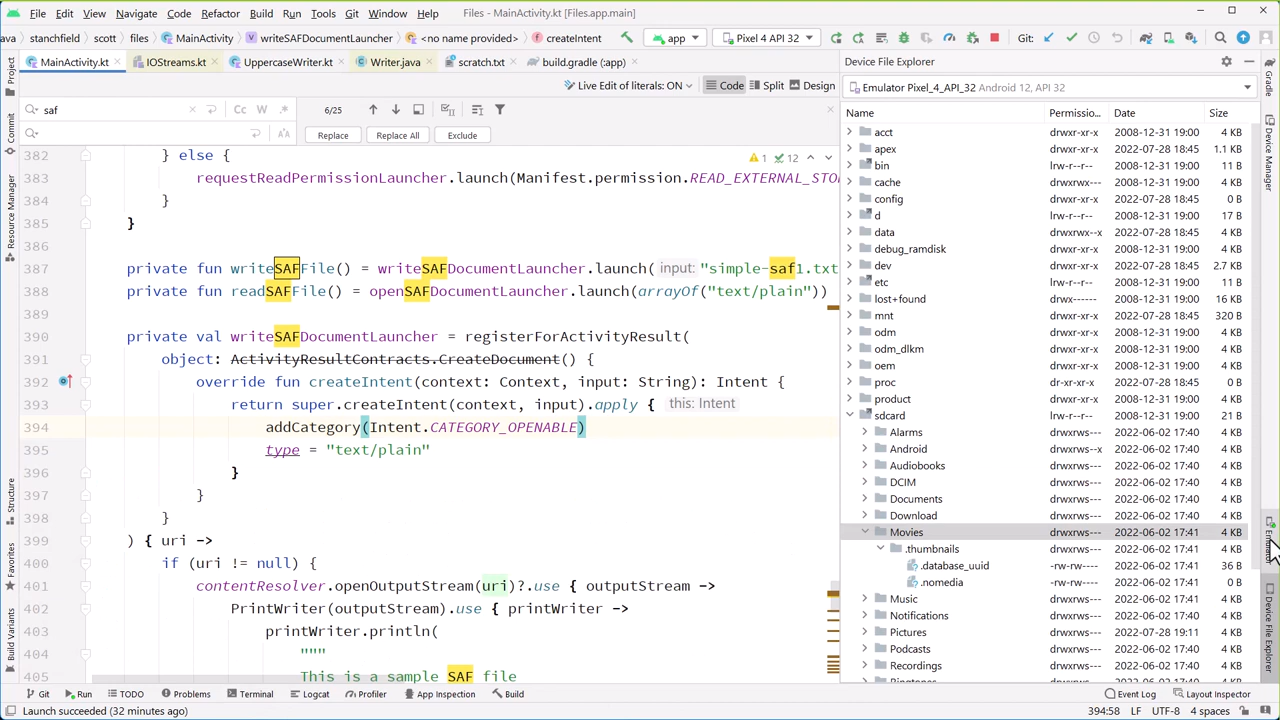 File Edit View Navigate Code Refactor Build Run Tools Git Window Help Files - MainActivity.kt [Files.app.main]
ava stanchfield scott files MainActivity writeSAFDocumentLauncher <no name provided> createIntent app Pixel 4 API 32 Git:
MainActivity.kt IOStreams.kt UppercaseWriter.kt Writer.java scratch.txt build.gradle (:app)
Live Edit of literals: ON Code Split Design
saf Cc W .* 6/25
Replace Replace All Exclude
1 12
382 } else {
383 requestReadPermissionLauncher.launch(Manifest.permission.READ_EXTERNAL_STO
384 }
385 }
386
387 private fun writeSAFFile() = writeSAFDocumentLauncher.launch( input: "simple-saf1.txt
388 private fun readSAFFile() = openSAFDocumentLauncher.launch(arrayOf("text/plain"))
389
390 private val writeSAFDocumentLauncher = registerForActivityResult(
391 object: ActivityResultContracts.CreateDocument() {
392 override fun createIntent(context: Context, input: String): Intent {
393 return super.createIntent(context, input).apply { this: Intent
394 addCategory(Intent.CATEGORY_OPENABLE)
395 type = "text/plain"
396 }
397 }
398 }
399 ) { uri ->
400 if (uri != null) {
401 contentResolver.openOutputStream(uri)?.use { outputStream ->
402 PrintWriter(outputStream).use { printWriter ->
403 printWriter.println(
404 """
This is a sample SAF file
Device File Explorer
Emulator Pixel_4_API_32 Android 12, API 32
Name Permissio... Date Size
acct drwxr-xr-x 2008-12-31 19:00 4 KB
apex drwxr-xr-x 2022-07-28 18:45 1.1 KB
bin lrw-r--r-- 2008-12-31 19:00 11 B
cache drwxrwx--- 2008-12-31 19:00 4 KB
config drwxr-xr-x 2022-07-28 18:45 0 B
d lrw-r--r-- 2008-12-31 19:00 17 B
data drwxrwx--x 2022-07-28 18:45 4 KB
debug_ramdisk drwxr-xr-x 2008-12-31 19:00 4 KB
dev drwxr-xr-x 2022-07-28 18:45 2.7 KB
etc lrw-r--r-- 2008-12-31 19:00 11 B
lost+found drwx------ 2008-12-31 19:00 16 KB
mnt drwxr-xr-x 2022-07-28 18:45 320 B
odm drwxr-xr-x 2008-12-31 19:00 4 KB
odm_dlkm drwxr-xr-x 2008-12-31 19:00 4 KB
oem drwxr-xr-x 2008-12-31 19:00 4 KB
proc dr-xr-xr-x 2022-07-28 18:45 0 B
product drwxr-xr-x 2008-12-31 19:00 4 KB
sdcard lrw-r--r-- 2008-12-31 19:00 21 B
Alarms drwxrws--- 2022-06-02 17:40 4 KB
Android drwxrws--x 2022-06-02 17:40 4 KB
Audiobooks drwxrws--- 2022-06-02 17:40 4 KB
DCIM drwxrws--- 2022-06-02 17:40 4 KB
Documents drwxrws--- 2022-06-02 17:40 4 KB
Download drwxrws--- 2022-06-02 17:40 4 KB
Movies drwxrws--- 2022-06-02 17:41 4 KB
.thumbnails drwxrws--- 2022-06-02 17:41 4 KB
.database_uuid -rw-rw---- 2022-06-02 17:41 36 B
.nomedia -rw-rw---- 2022-06-02 17:41 0 B
Music drwxrws--- 2022-06-02 17:41 4 KB
Notifications drwxrws--- 2022-06-02 17:40 4 KB
Pictures drwxrws--- 2022-07-28 19:11 4 KB
Podcasts drwxrws--- 2022-06-02 17:40 4 KB
Recordings drwxrws--- 2022-06-02 17:40 4 KB
Project
Commit
Resource Manager
Structure
Favorites
Build Variants
Gradle
Device Manager
Device File Explorer
Git Run TODO Problems Terminal Logcat Profiler App Inspection Build Event Log Layout Inspector
Launch succeeded (32 minutes ago) 394:58 LF UTF-8 4 spaces